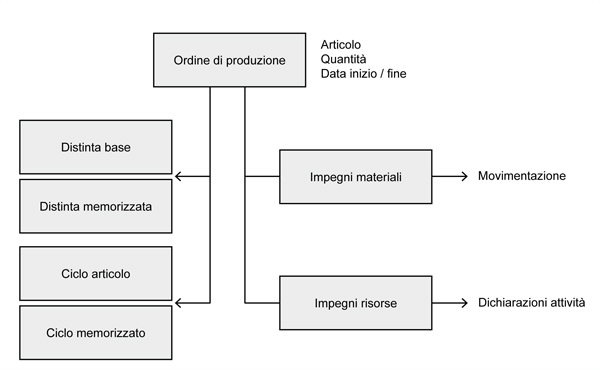 Ordine di produzione
Articolo
Quantità
Data inizio / fine
Distinta base
Distinta memorizzata
Impegni materiali
Movimentazione
Ciclo articolo
Ciclo memorizzato
Impegni risorse
Dichiarazioni attività